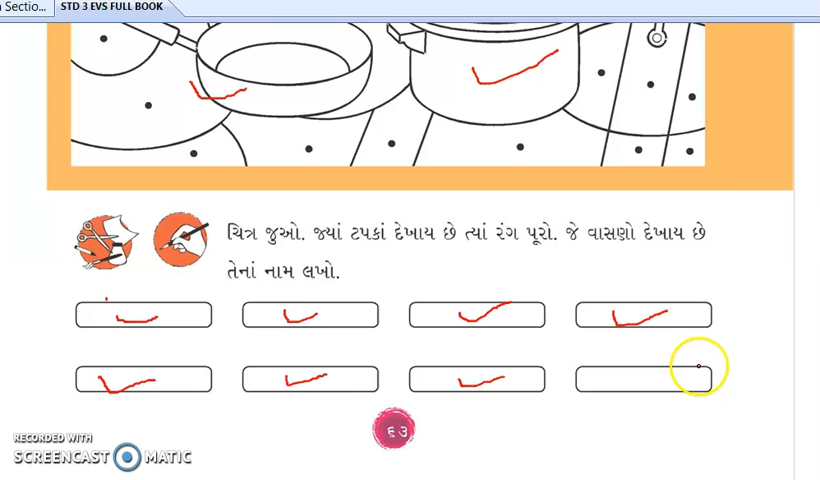 n Sectio...
STD 3 EVS FULL BOOK
ચિત્ર જુઓ. જ્યાં ટપકાં દેખાય છે ત્યાં રંગ પૂરો. જે વાસણો દેખાય છે
તેનાં નામ લખો.
૬૩
RECORDED WITH
SCREENCAST MATIC